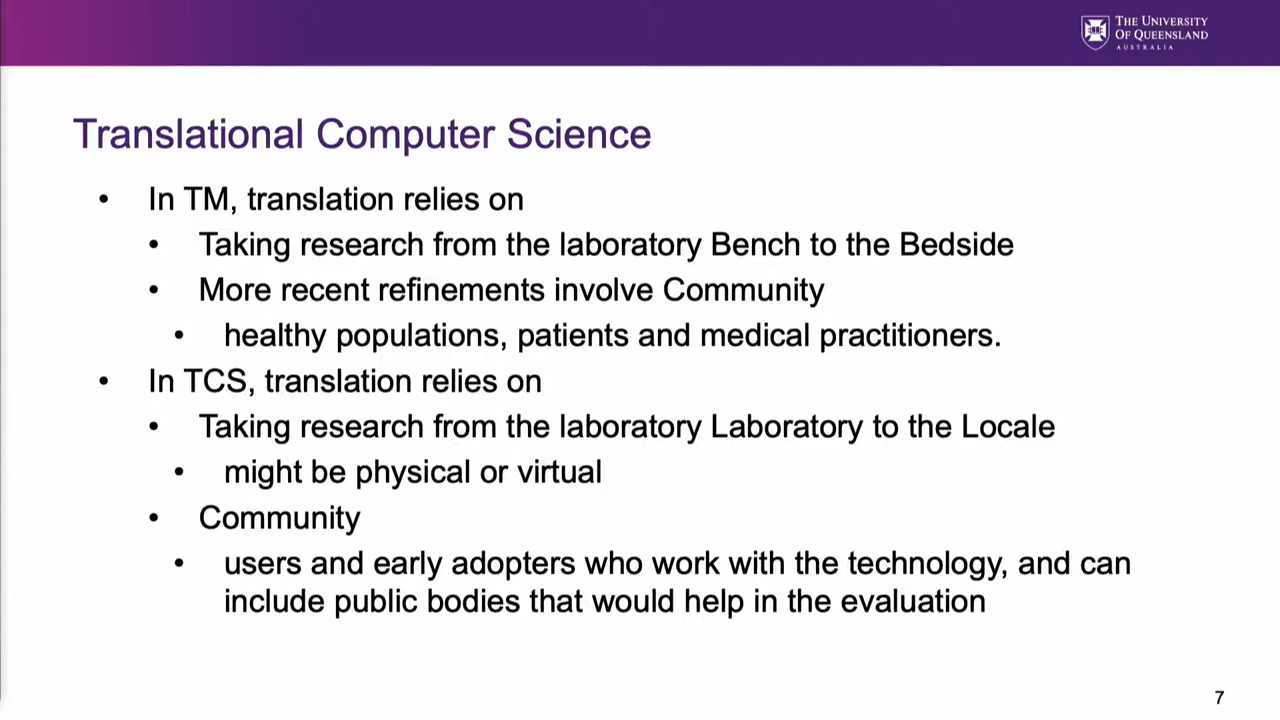 THE UNIVERSITY
OF QUEENSLAND
AUSTRALIA
Translational Computer Science
• In TM, translation relies on
• Taking research from the laboratory Bench to the Bedside
• More recent refinements involve Community
• healthy populations, patients and medical practitioners.
• In TCS, translation relies on
• Taking research from the laboratory Laboratory to the Locale
• might be physical or virtual
• Community
• users and early adopters who work with the technology, and can
include public bodies that would help in the evaluation
7